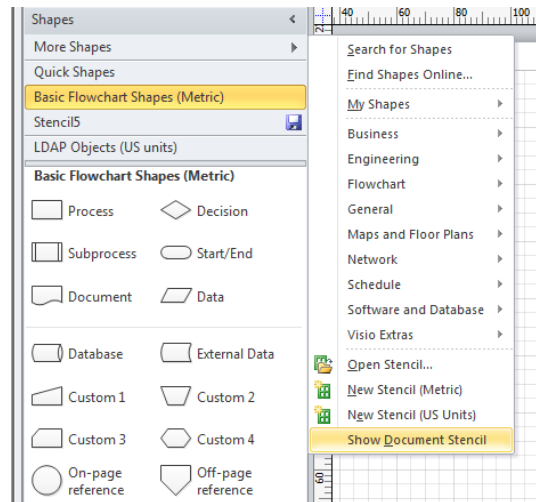 Shapes
More Shapes
Quick Shapes
Basic Flowchart Shapes (Metric)
Stencil5
LDAP Objects (US units)
Basic Flowchart Shapes (Metric)
Process
Decision
Subprocess
Start/End
Document
Data
Database
External Data
Custom 1
Custom 2
Custom 3
Custom 4
On-page
reference
Off-page
reference
40 60 80 100
Search for Shapes
Find Shapes Online...
My Shapes
Business
Engineering
Flowchart
General
Maps and Floor Plans
Network
Schedule
Software and Database
Visio Extras
Open Stencil...
New Stencil (Metric)
New Stencil (US Units)
Show Document Stencil